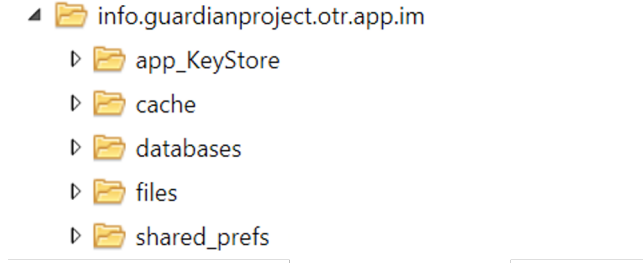 info.guardianproject.otr.app.im
app_KeyStore
cache
databases
files
shared_prefs